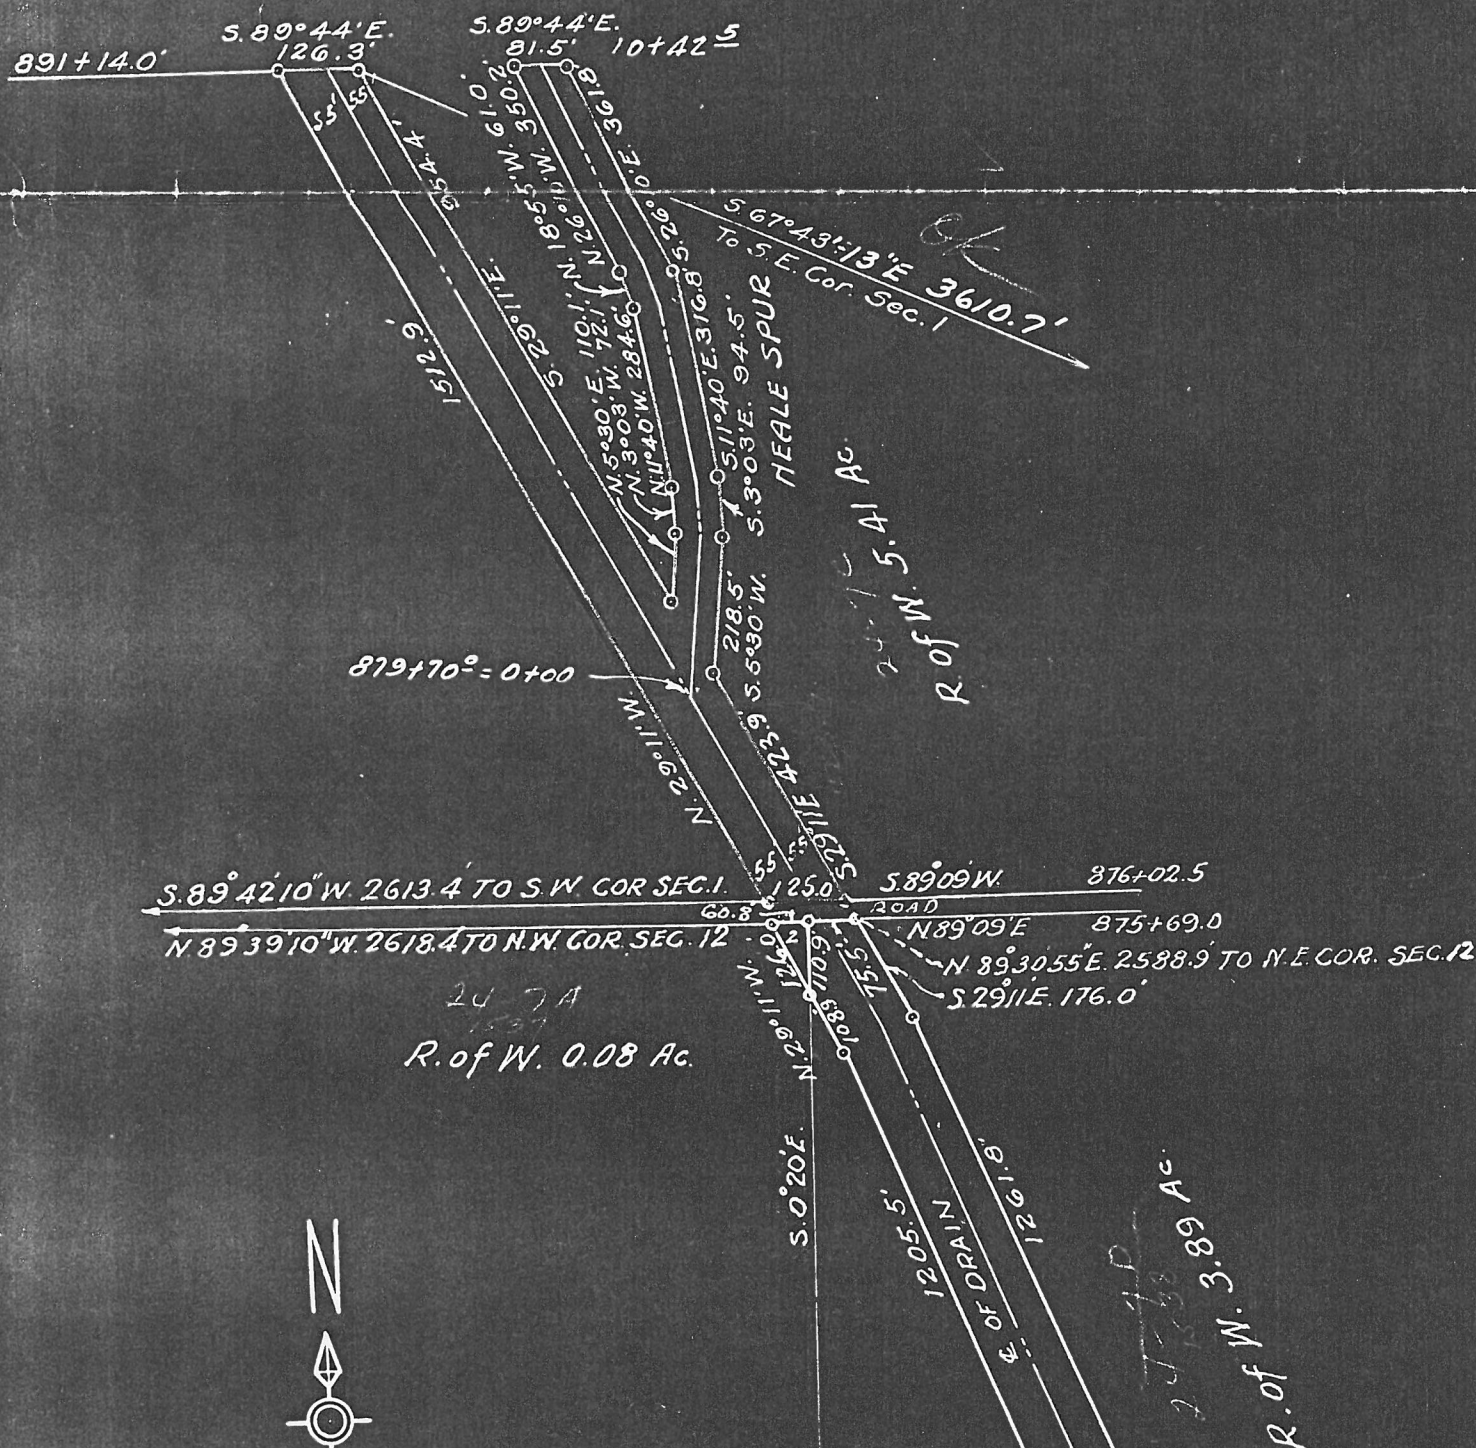 891+14.0'
S.89°44'E.
126.3'
S.89°44'E.
81.5'
10+42 5
55'
55'
954.4'
S.29°11'E.
1512.9'
N.29°11'W.
N.18°55'W. 61.0'
N.26°10'W. 350.2'
N.5°30'E. 110.1'
N.3°03'W. 72.1'
N.11°40'W. 284.6'
S.26°10'E. 361.8'
S.11°40'E. 316.8'
S.3°03'E. 94.5'
NEALE SPUR
S.67°43'-13"E 3610.7'
To S.E. Cor. Sec. 1
OK
218.5'
S.5°30'W.
S.29°11'E 423.9'
R. of W. 5.41 Ac.
879+70º = 0+00
55
55
S.89°42'10"W. 2613.4' TO S.W. COR SEC.1.
125.0'
S.89°09'W.
876+02.5
60.8'
ROAD
N.89°39'10"W. 2618.4 TO N.W. COR. SEC. 12
N89°09'E
875+69.0
N.89°30'55"E. 2588.9' TO N.E. COR. SEC. 12
S.29°11'E. 176.0'
N.29°11'W.
126.0
110.9
75.5'
108.9'
R. of W. 0.08 Ac.
S.0°20'E.
1205.5'
℄ OF DRAIN
1261.8'
R. of W. 3.89 Ac.
N